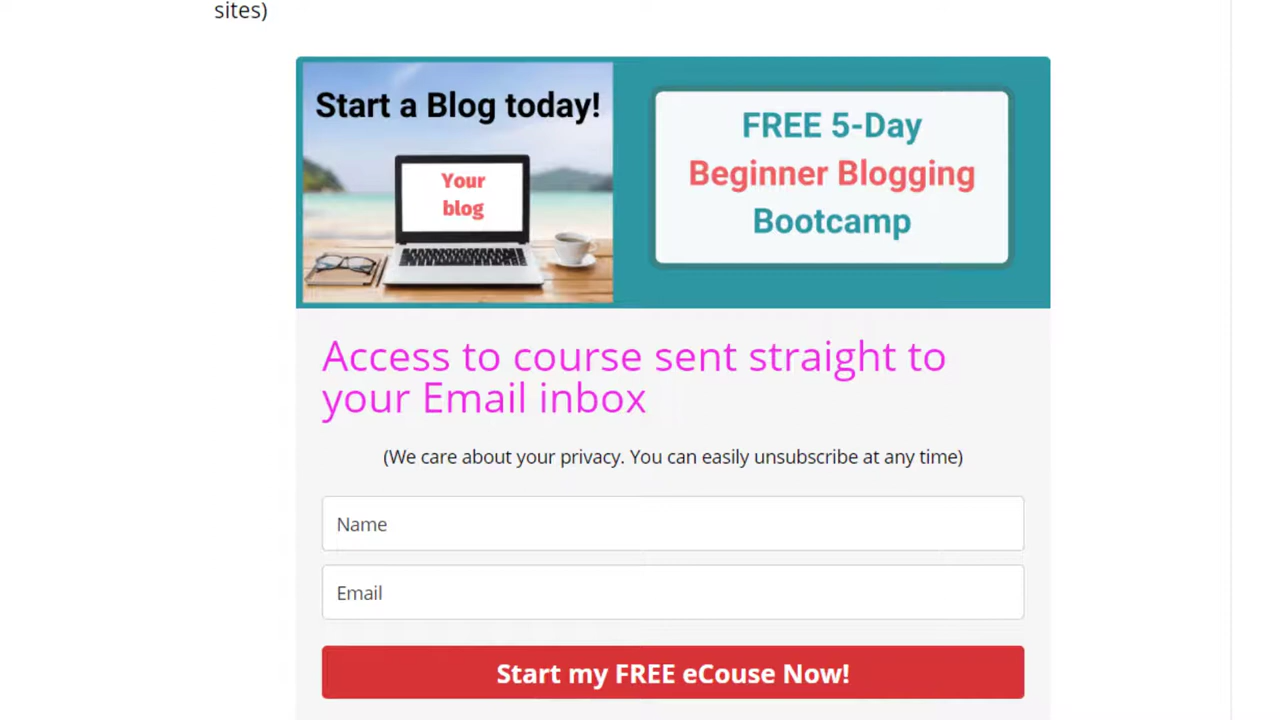 sites)
Start a Blog today!
Your
blog
FREE 5-Day
Beginner Blogging
Bootcamp
Access to course sent straight to
your Email inbox
(We care about your privacy. You can easily unsubscribe at any time)
Name
Email
Start my FREE eCouse Now!